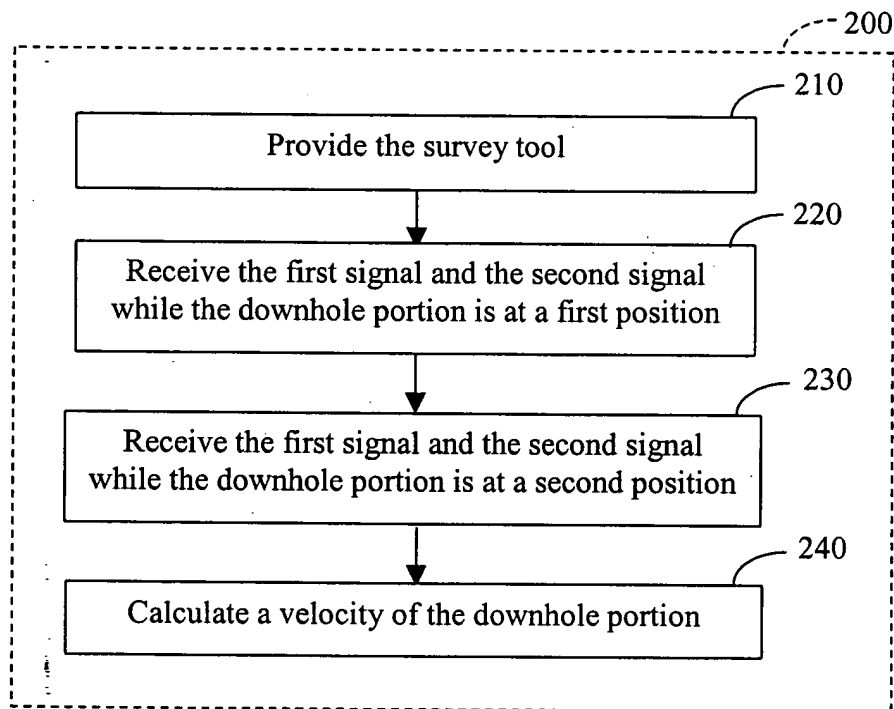 200
210
Provide the survey tool
220
Receive the first signal and the second signal
while the downhole portion is at a first position
230
Receive the first signal and the second signal
while the downhole portion is at a second position
240
Calculate a velocity of the downhole portion